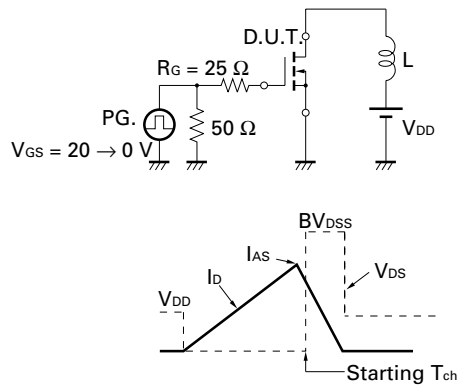 D.U.T.
RG = 25 Ω
L
PG.
50 Ω
VDD
VGS = 20 → 0 V
BVDSS
IAS
ID
VDS
VDD
Starting Tch